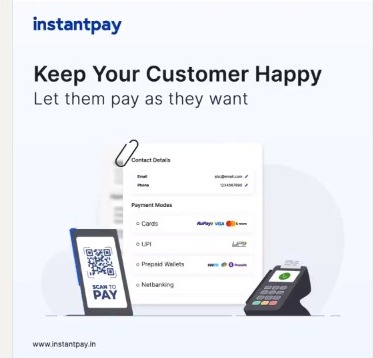 instantpay
Keep Your Customer Happy
Let them pay as they want
Contact Details
Email abc@email.com
Phone 1234567890
Payment Modes
Cards RuPay VISA
UPI UPI
Prepaid Wallets
Netbanking
SCAN TO
PAY
www.instantpay.in